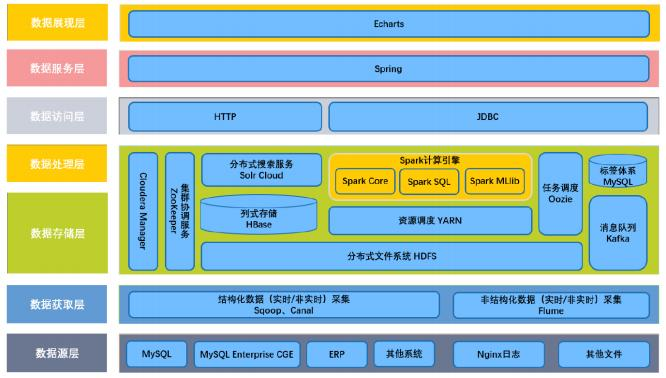 数据展现层
Echarts
数据服务层
Spring
数据访问层
HTTP
JDBC
数据处理层
数据存储层
Cloudera Manager
集群协调服务
ZooKeeper
分布式搜索服务
Solr Cloud
Spark计算引擎
Spark Core
Spark SQL
Spark MLlib
任务调度
Oozie
标签体系
MySQL
列式存储
HBase
资源调度 YARN
消息队列
Kafka
分布式文件系统 HDFS
数据获取层
结构化数据（实时/非实时）采集
Sqoop、Canal
非结构化数据（实时/非实时）采集
Flume
数据源层
MySQL
MySQL Enterprise CGE
ERP
其他系统
Nginx日志
其他文件